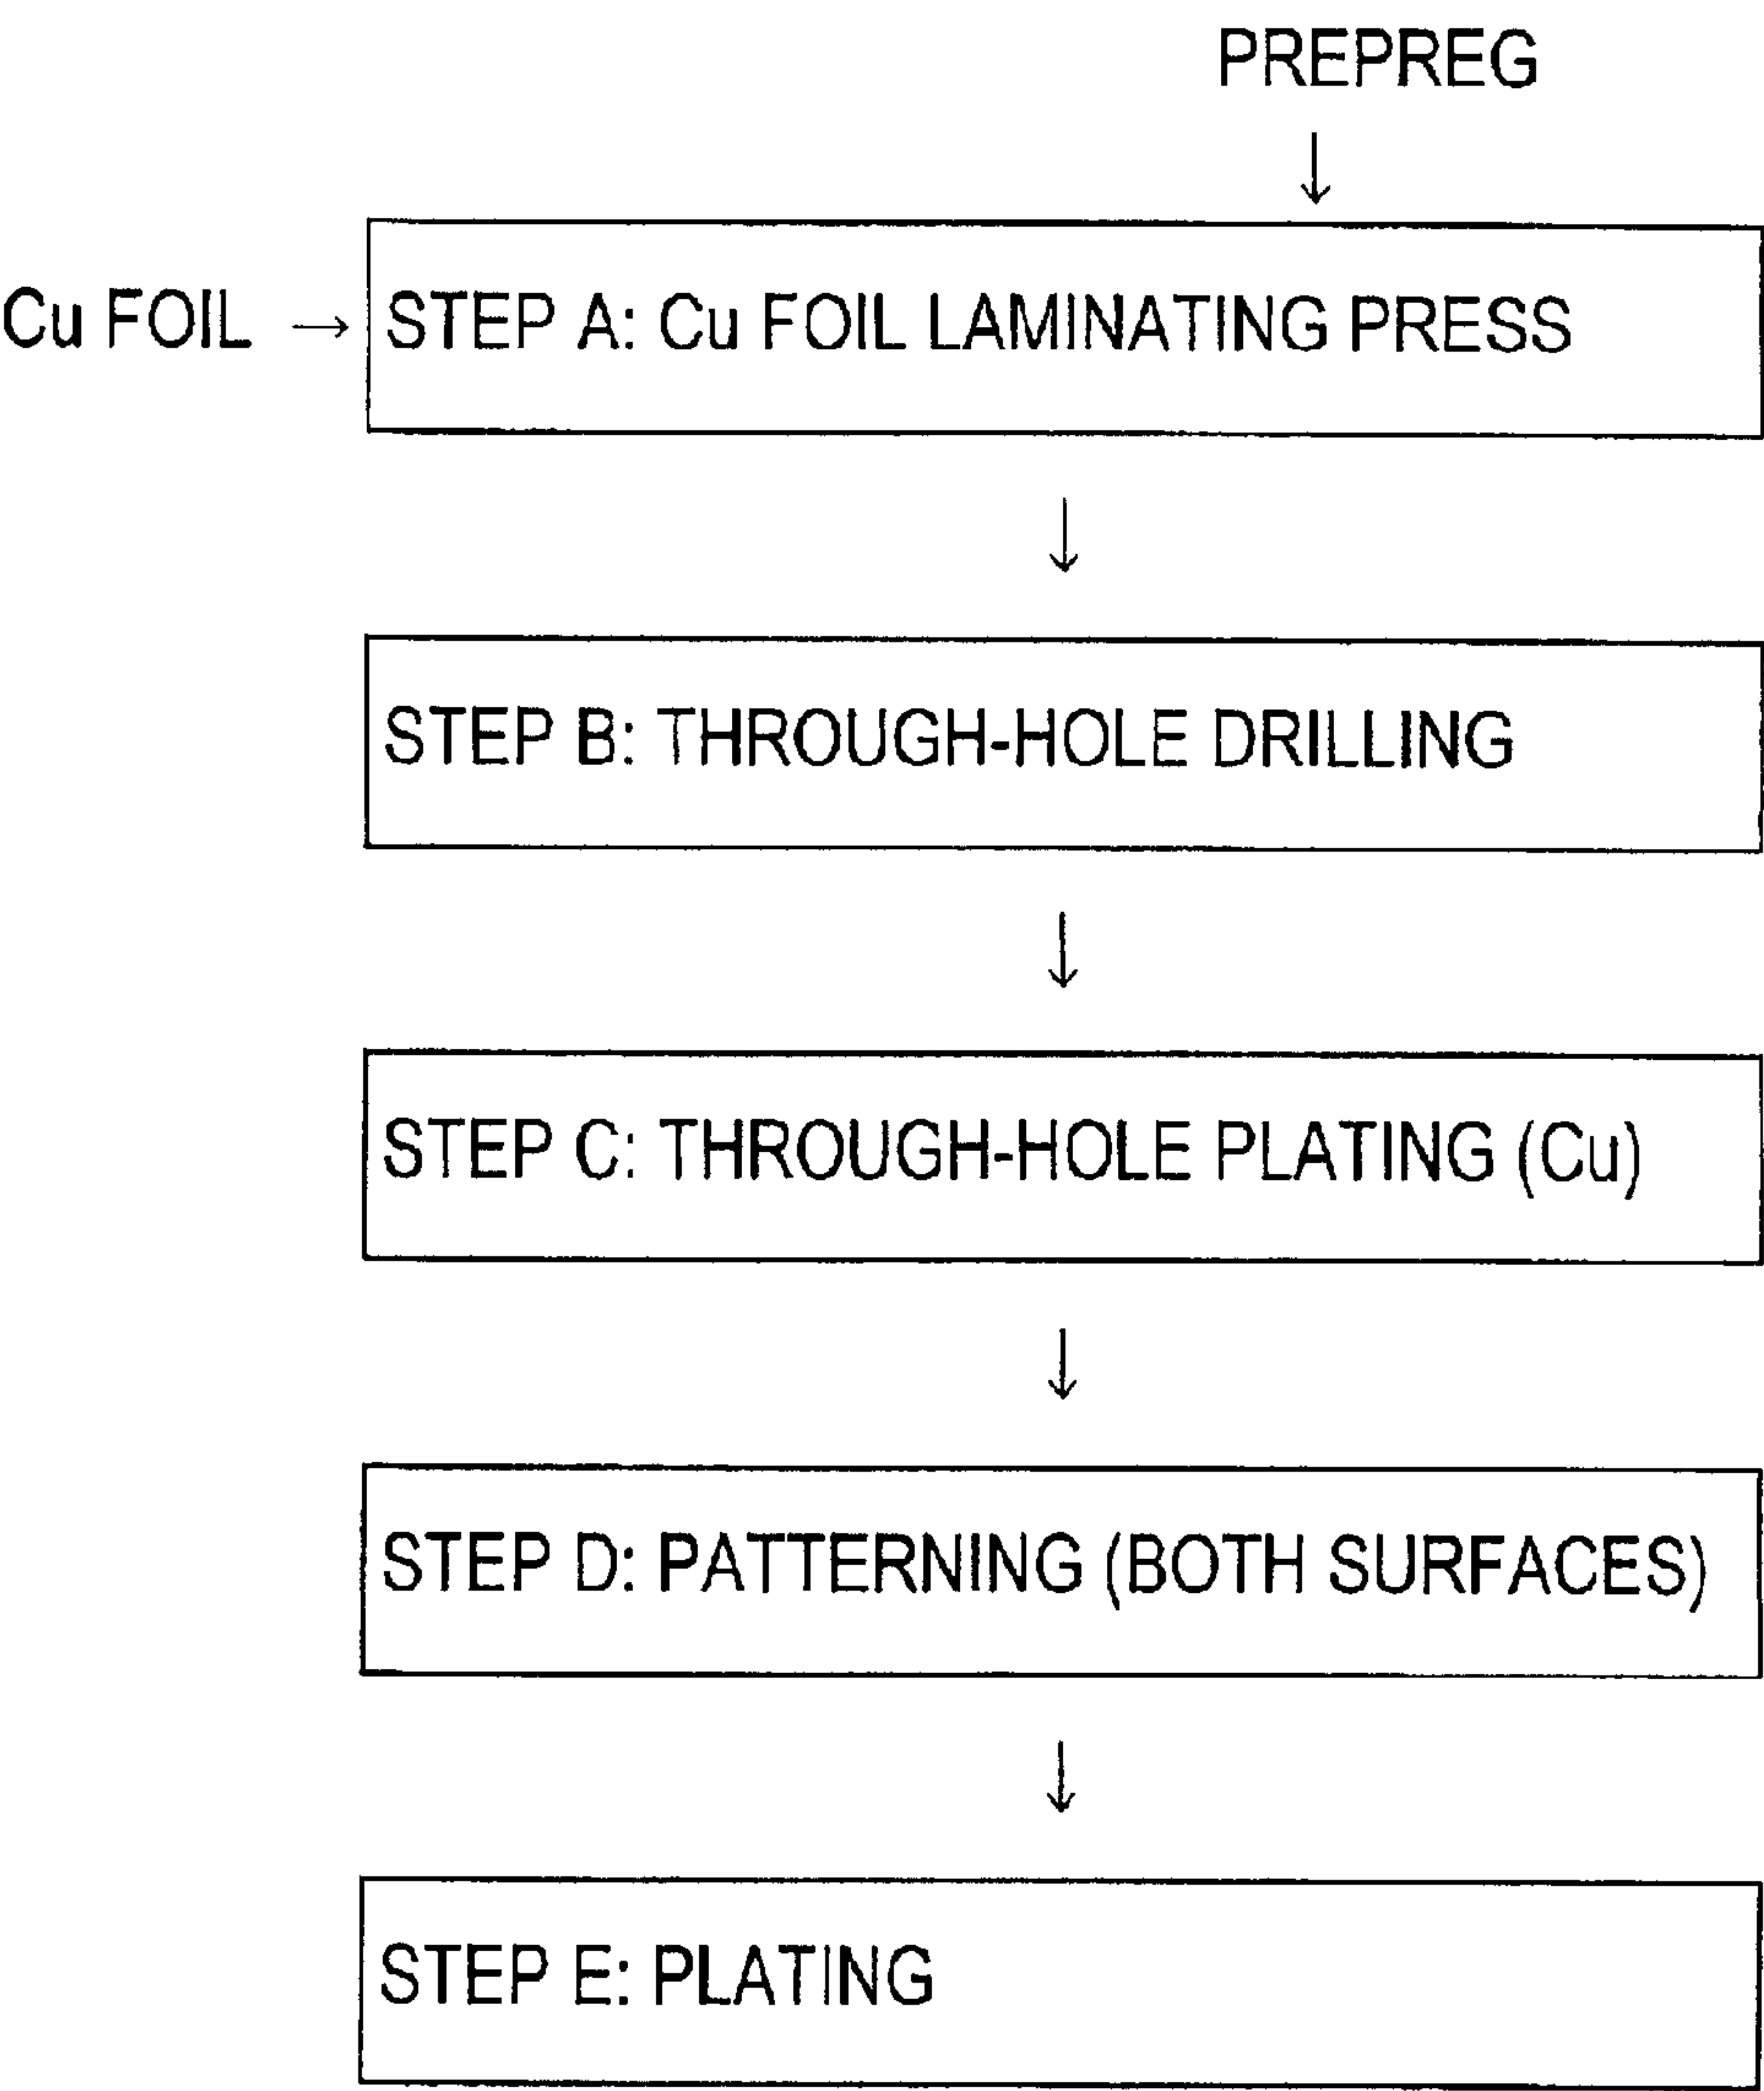 PREPREG
Cu FOIL
STEP A: Cu FOIL LAMINATING PRESS
STEP B: THROUGH-HOLE DRILLING
STEP C: THROUGH-HOLE PLATING (Cu)
STEP D: PATTERNING (BOTH SURFACES)
STEP E: PLATING